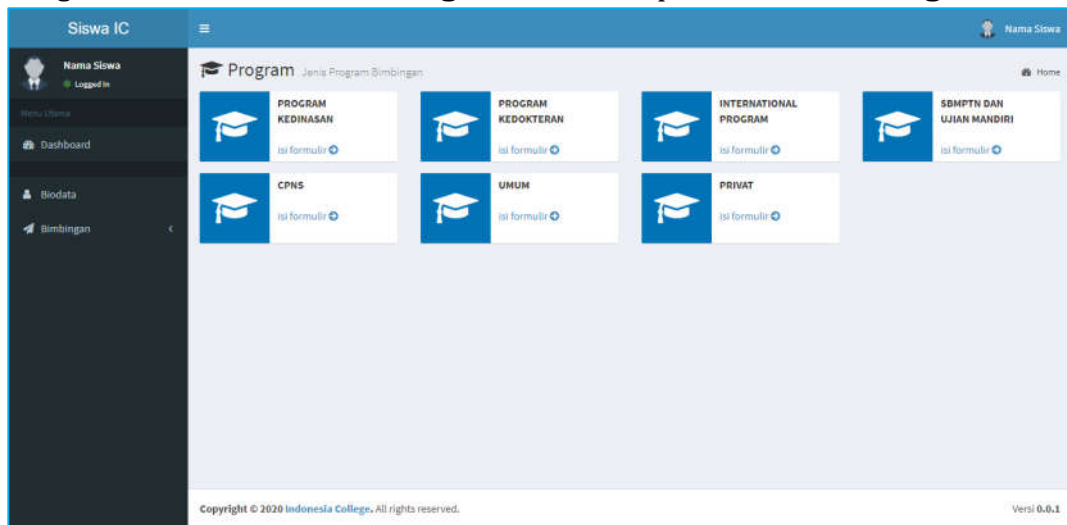 Siswa IC
Nama Siswa
Nama Siswa
Logged in
Program Jenis Program Bimbingan
Home
Menu Utama
Dashboard
Biodata
Bimbingan
PROGRAM
KEDINASAN
isi formulir
PROGRAM
KEDOKTERAN
isi formulir
INTERNATIONAL
PROGRAM
isi formulir
SBMPTN DAN
UJIAN MANDIRI
isi formulir
CPNS
isi formulir
UMUM
isi formulir
PRIVAT
isi formulir
Copyright © 2020 Indonesia College. All rights reserved.
Versi 0.0.1